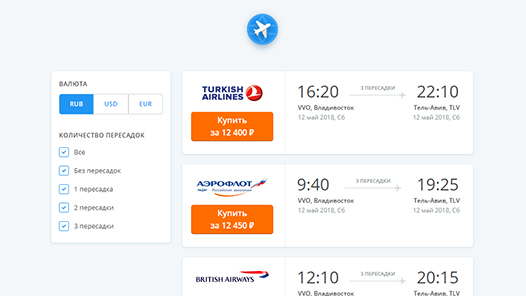 ВАЛЮТА
RUB USD EUR
КОЛИЧЕСТВО ПЕРЕСАДОК
Все
Без пересадок
1 пересадка
2 пересадки
3 пересадки
TURKISH
AIRLINES
Купить
за 12 400 ₽
16:20
VVO, Владивосток
12 май 2018, Сб
3 ПЕРЕСАДКИ
22:10
Тель-Авив, TLV
12 май 2018, Сб
АЭРОФЛОТ
Российские авиалинии
Купить
за 12 450 ₽
9:40
VVO, Владивосток
12 май 2018, Сб
3 ПЕРЕСАДКИ
19:25
Тель-Авив, TLV
12 май 2018, Сб
BRITISH AIRWAYS
12:10
VVO, Владивосток
3 ПЕРЕСАДКИ
20:15
Тель-Авив, TLV